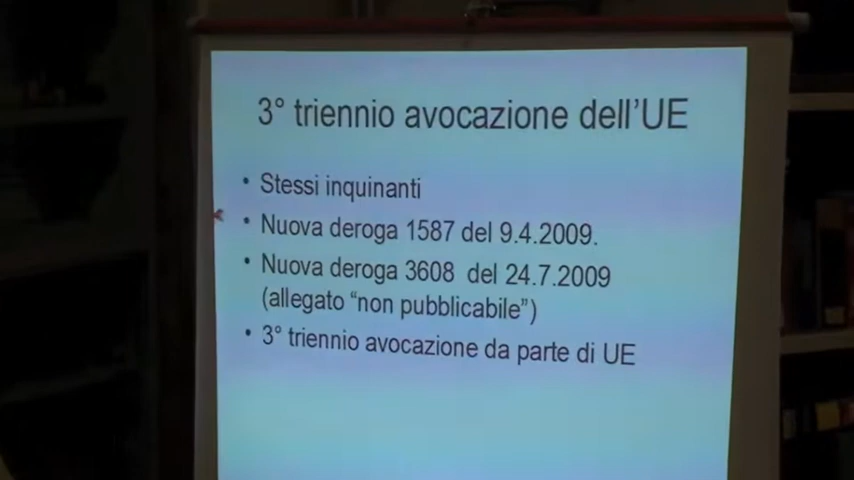 3° triennio avocazione dell'UE
• Stessi inquinanti
• Nuova deroga 1587 del 9.4.2009.
• Nuova deroga 3608 del 24.7.2009
(allegato "non pubblicabile")
• 3° triennio avocazione da parte di UE